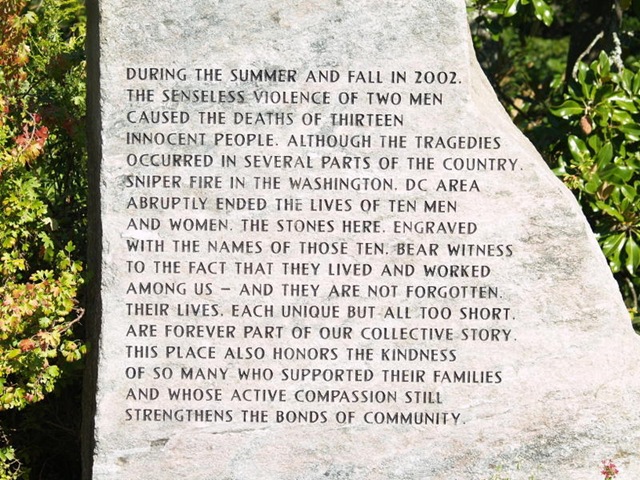 DURING THE SUMMER AND FALL IN 2002.
THE SENSELESS VIOLENCE OF TWO MEN
CAUSED THE DEATHS OF THIRTEEN
INNOCENT PEOPLE. ALTHOUGH THE TRAGEDIES
OCCURRED IN SEVERAL PARTS OF THE COUNTRY.
SNIPER FIRE IN THE WASHINGTON. DC AREA
ABRUPTLY ENDED THE LIVES OF TEN MEN
AND WOMEN. THE STONES HERE. ENGRAVED
WITH THE NAMES OF THOSE TEN. BEAR WITNESS
TO THE FACT THAT THEY LIVED AND WORKED
AMONG US – AND THEY ARE NOT FORGOTTEN.
THEIR LIVES. EACH UNIQUE BUT ALL TOO SHORT.
ARE FOREVER PART OF OUR COLLECTIVE STORY.
THIS PLACE ALSO HONORS THE KINDNESS
OF SO MANY WHO SUPPORTED THEIR FAMILIES
AND WHOSE ACTIVE COMPASSION STILL
STRENGTHENS THE BONDS OF COMMUNITY.